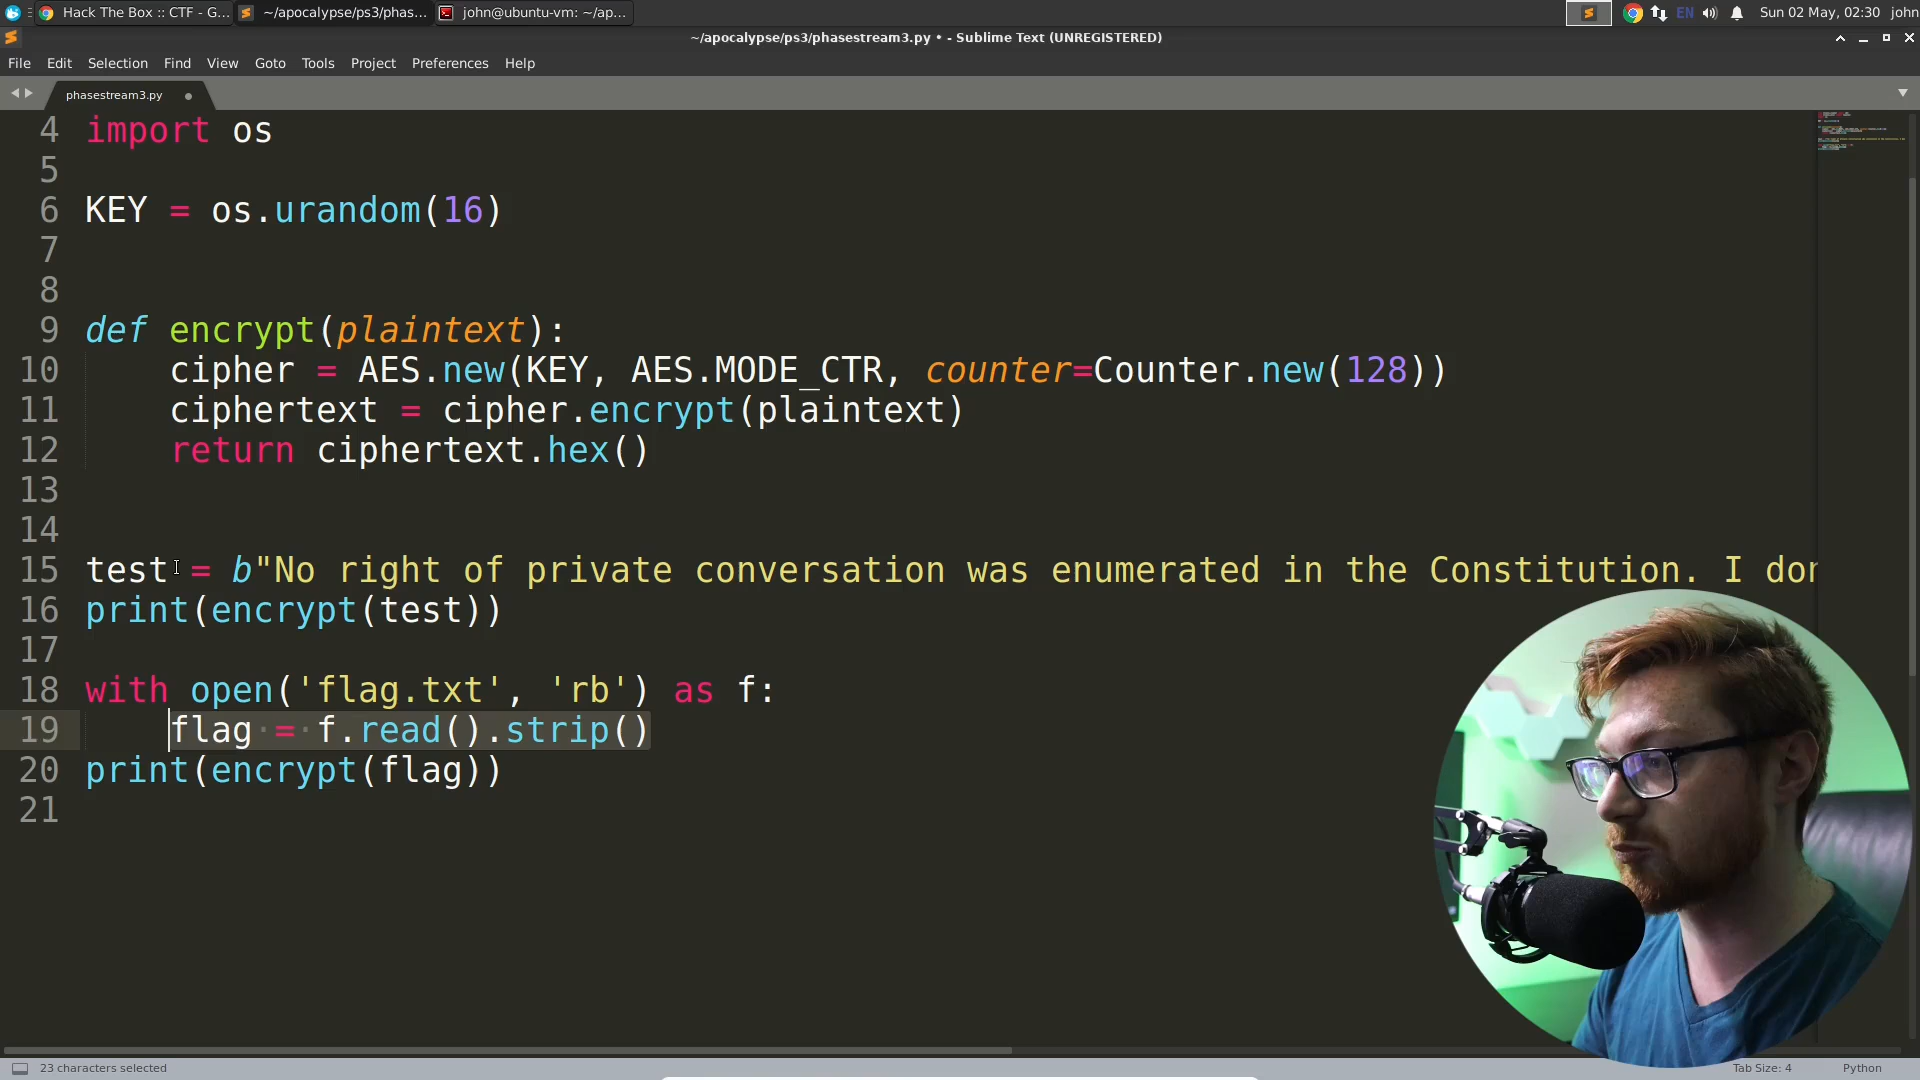 Hack The Box :: CTF - G...
~/apocalypse/ps3/phas...
john@ubuntu-vm: ~/ap...
EN
Sun 02 May, 02:30
john
~/apocalypse/ps3/phasestream3.py • - Sublime Text (UNREGISTERED)
File Edit Selection Find View Goto Tools Project Preferences Help
phasestream3.py
4 import os
5
6 KEY = os.urandom(16)
7
8
9 def encrypt(plaintext):
10 cipher = AES.new(KEY, AES.MODE_CTR, counter=Counter.new(128))
11 ciphertext = cipher.encrypt(plaintext)
12 return ciphertext.hex()
13
14
15 test = b"No right of private conversation was enumerated in the Constitution. I don
16 print(encrypt(test))
17
18 with open('flag.txt', 'rb') as f:
19 flag = f.read().strip()
20 print(encrypt(flag))
21
23 characters selected
Tab Size: 4
Python